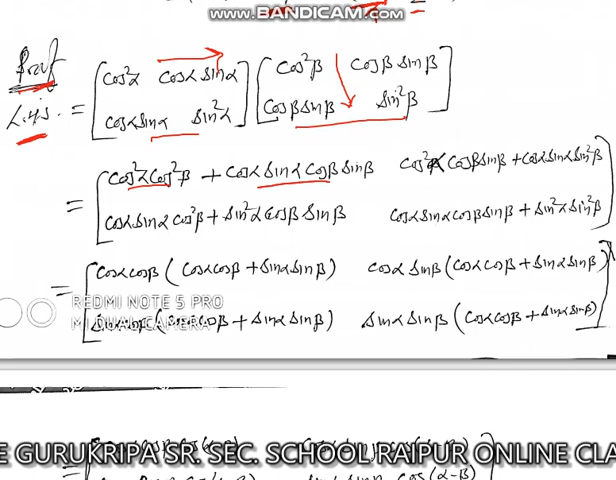 www.BANDICAM.com
Proof
L.H.S. = [cos²α cosα sinα] [cos²β cosβ sinβ]
[cosα sinα sin²α] [cosβ sinβ sin²β]
= [cos²α cos²β + cosα sinα cosβ sinβ cos²α cosβ sinβ + cosα sinα sin²β]
[cosα sinα cos²β + sin²α cosβ sinβ cosα sinα cosβ sinβ + sin²α sin²β]
= [cosα cosβ (cosα cosβ + sinα sinβ) cosα sinβ (cosα cosβ + sinα sinβ)]
REDMI NOTE 5 PRO
MI DUAL CAMERA
[(cosα cosβ + sinα sinβ) sinα sinβ (cosα cosβ + sinα sinβ)]
E GURUKRIPA SR. SEC. SCHOOL RAIPUR ONLINE CLA
= cos(α-β)